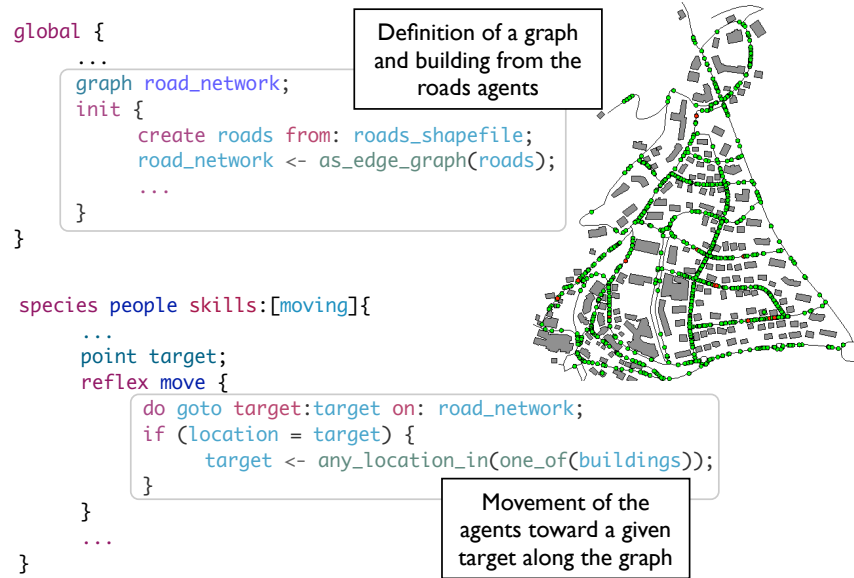 global {
...
graph road_network;
init {
create roads from: roads_shapefile;
road_network <- as_edge_graph(roads);
...
}
}
Definition of a graph
and building from the
roads agents
species people skills:[moving]{
...
point target;
reflex move {
do goto target:target on: road_network;
if (location = target) {
target <- any_location_in(one_of(buildings));
}
}
...
}
Movement of the
agents toward a given
target along the graph